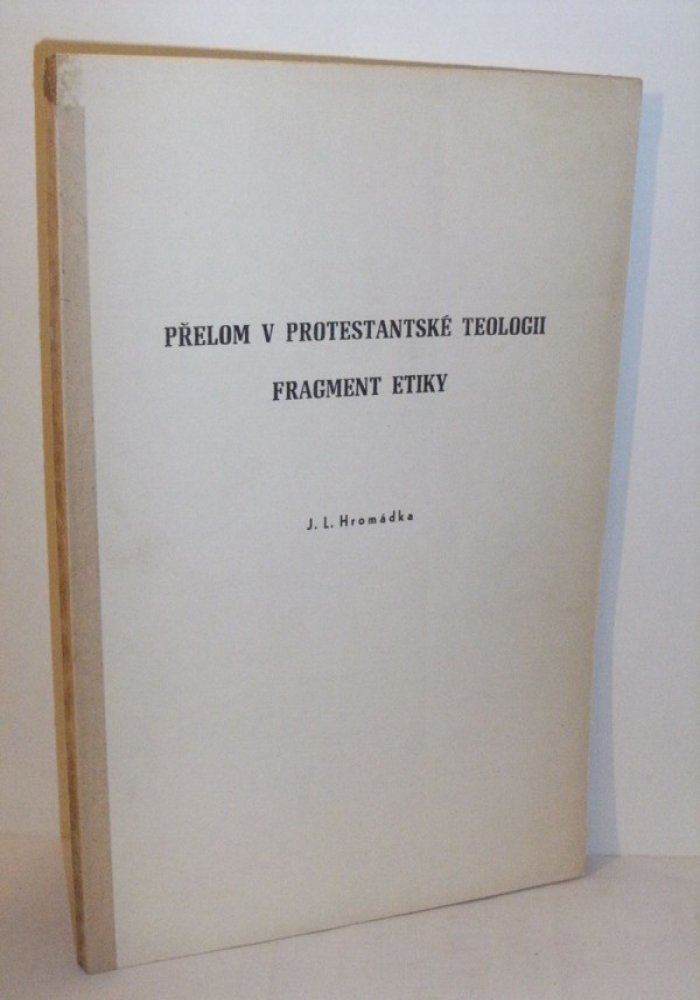 PŘELOM V PROTESTANTSKÉ TEOLOGII
FRAGMENT ETIKY
J. L. Hromádka